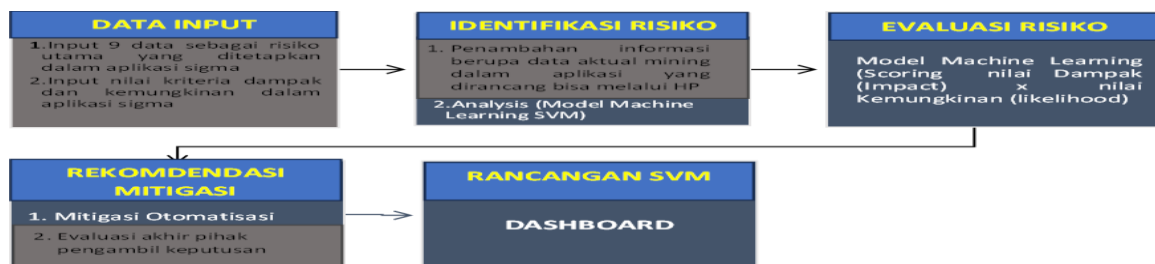 DATA INPUT
1.Input 9 data sebagai risiko
utama yang ditetapkan
dalam aplikasi sigma
2.Input nilai kriteria dampak
dan kemungkinan dalam
aplikasi sigma
IDENTIFIKASI RISIKO
1. Penambahan informasi
berupa data aktual mining
dalam aplikasi yang
dirancang bisa melalui HP
2.Analysis (Model Machine
Learning SVM)
EVALUASI RISIKO
Model Machine Learning
(Scoring nilai Dampak
(Impact) x nilai
Kemungkinan (likelihood)
REKOMDENDASI
MITIGASI
1. Mitigasi Otomatisasi
2. Evaluasi akhir pihak
pengambil keputusan
RANCANGAN SVM
DASHBOARD